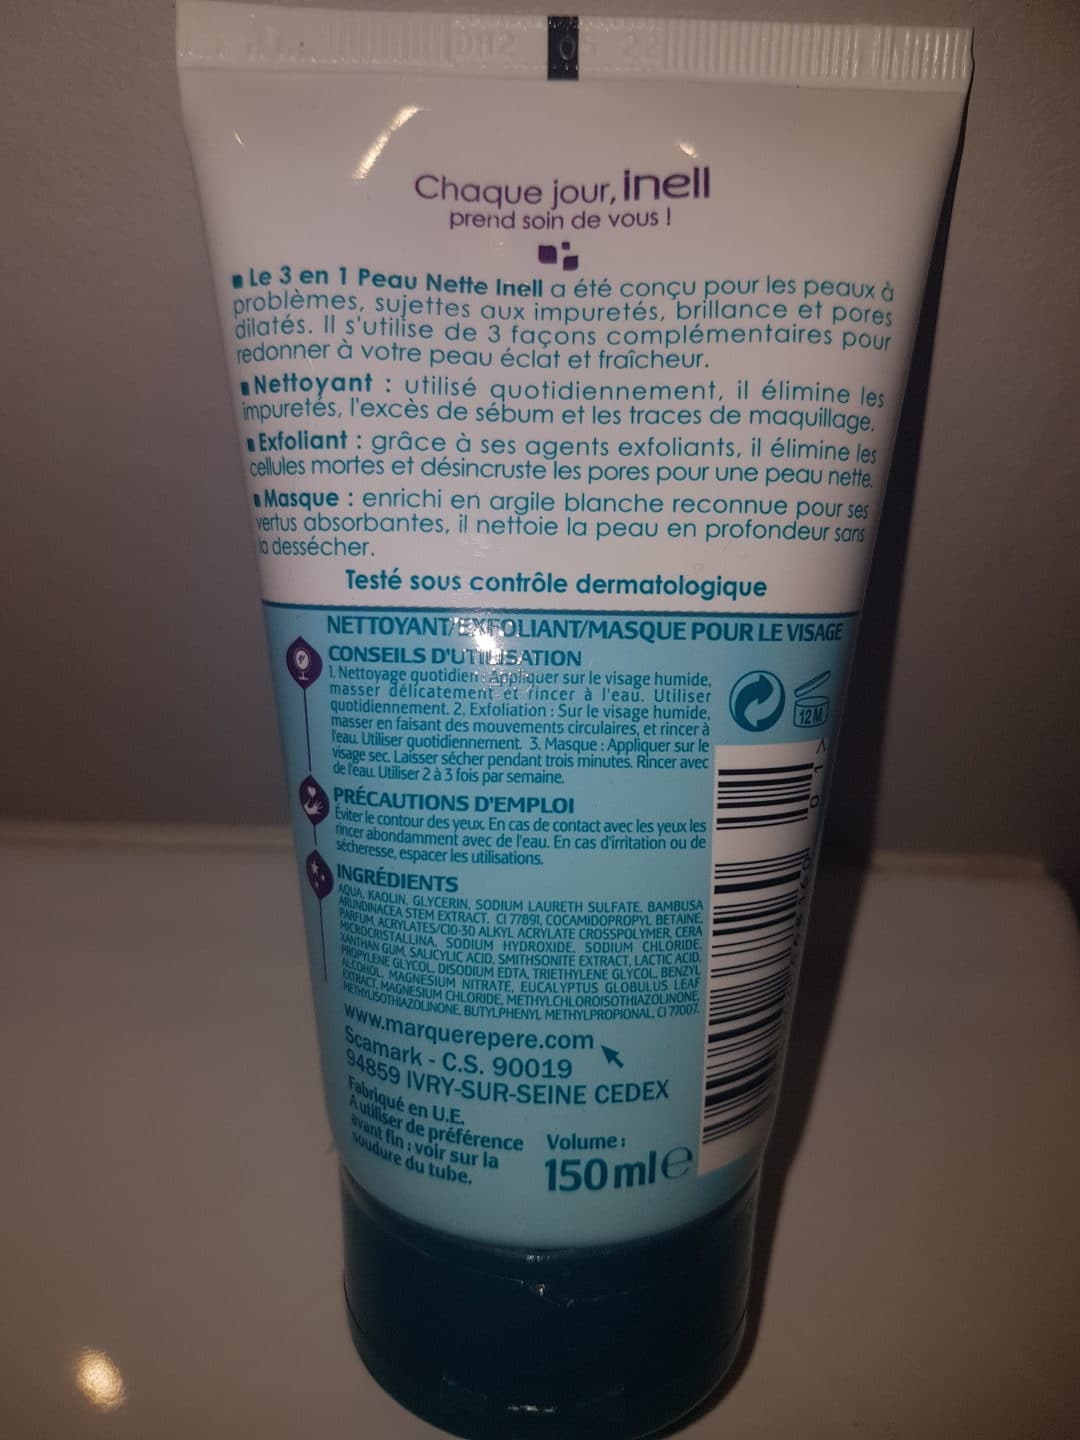 Chaque jour, inell
prend soin de vous !
Le 3 en 1 Peau Nette Inell a été conçu pour les peaux à
problèmes, sujettes aux impuretés, brillance et pores
dilatés. Il s'utilise de 3 façons complémentaires pour
redonner à votre peau éclat et fraîcheur.
Nettoyant : utilisé quotidiennement, il élimine les
impuretés, l'excès de sébum et les traces de maquillage.
Exfoliant : grâce à ses agents exfoliants, il élimine les
cellules mortes et désincruste les pores pour une peau nette.
Masque : enrichi en argile blanche reconnue pour ses
vertus absorbantes, il nettoie la peau en profondeur sans
la dessécher.
Testé sous contrôle dermatologique
NETTOYANT/EXFOLIANT/MASQUE POUR LE VISAGE
CONSEILS D'UTILISATION
1. Nettoyage quotidien : Appliquer sur le visage humide,
masser délicatement et rincer à l'eau. Utiliser
quotidiennement. 2. Exfoliation : Sur le visage humide,
masser en faisant des mouvements circulaires, et rincer à
l'eau. Utiliser quotidiennement. 3. Masque : Appliquer sur le
visage sec. Laisser sécher pendant trois minutes. Rincer avec
de l'eau. Utiliser 2 à 3 fois par semaine.
12 M
PRÉCAUTIONS D'EMPLOI
Éviter le contour des yeux. En cas de contact avec les yeux les
rincer abondamment avec de l'eau. En cas d'irritation ou de
sécheresse, espacer les utilisations.
INGRÉDIENTS
AQUA, KAOLIN, GLYCERIN, SODIUM LAURETH SULFATE, BAMBUSA
ARUNDINACEA STEM EXTRACT, CI 77891, COCAMIDOPROPYL BETAINE,
PARFUM, ACRYLATES/C10-30 ALKYL ACRYLATE CROSSPOLYMER, CERA
MICROCRISTALLINA, SODIUM HYDROXIDE, SODIUM CHLORIDE,
XANTHAN GUM, SALICYLIC ACID, SMITHSONITE EXTRACT, LACTIC ACID,
PROPYLENE GLYCOL, DISODIUM EDTA, TRIETHYLENE GLYCOL, BENZYL
ALCOHOL, MAGNESIUM NITRATE, EUCALYPTUS GLOBULUS LEAF
EXTRACT, MAGNESIUM CHLORIDE, METHYLCHLOROISOTHIAZOLINONE,
METHYLISOTHIAZOLINONE, BUTYLPHENYL METHYLPROPIONAL, CI 77007.
www.marquerepere.com
Scamark - C.S. 90019
94859 IVRY-SUR-SEINE CEDEX
Fabriqué en U.E.
A utiliser de préférence
avant fin : voir sur la
soudure du tube.
Volume :
150 ml e